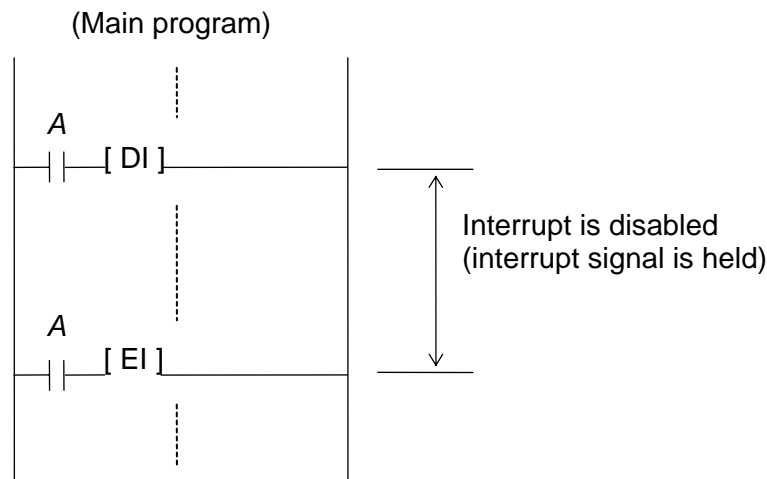 (Main program)
A
[ DI ]
Interrupt is disabled
(interrupt signal is held)
A
[ EI ]